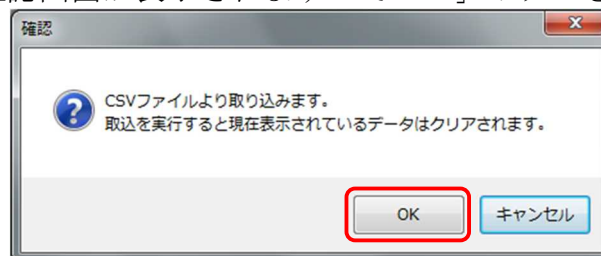 確認
CSVファイルより取り込みます。
取込を実行すると現在表示されているデータはクリアされます。
OK
キャンセル